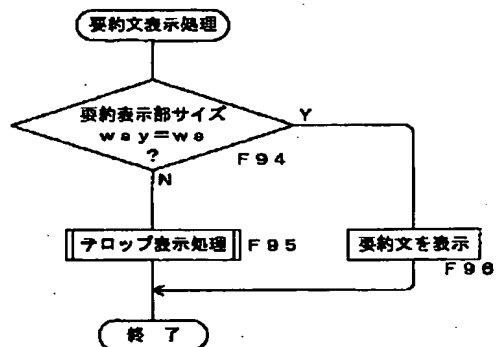 要約文表示処理
要約表示部サイズ
way＝wa
?
Y
F94
N
テロップ表示処理
F95
要約文を表示
F96
終了